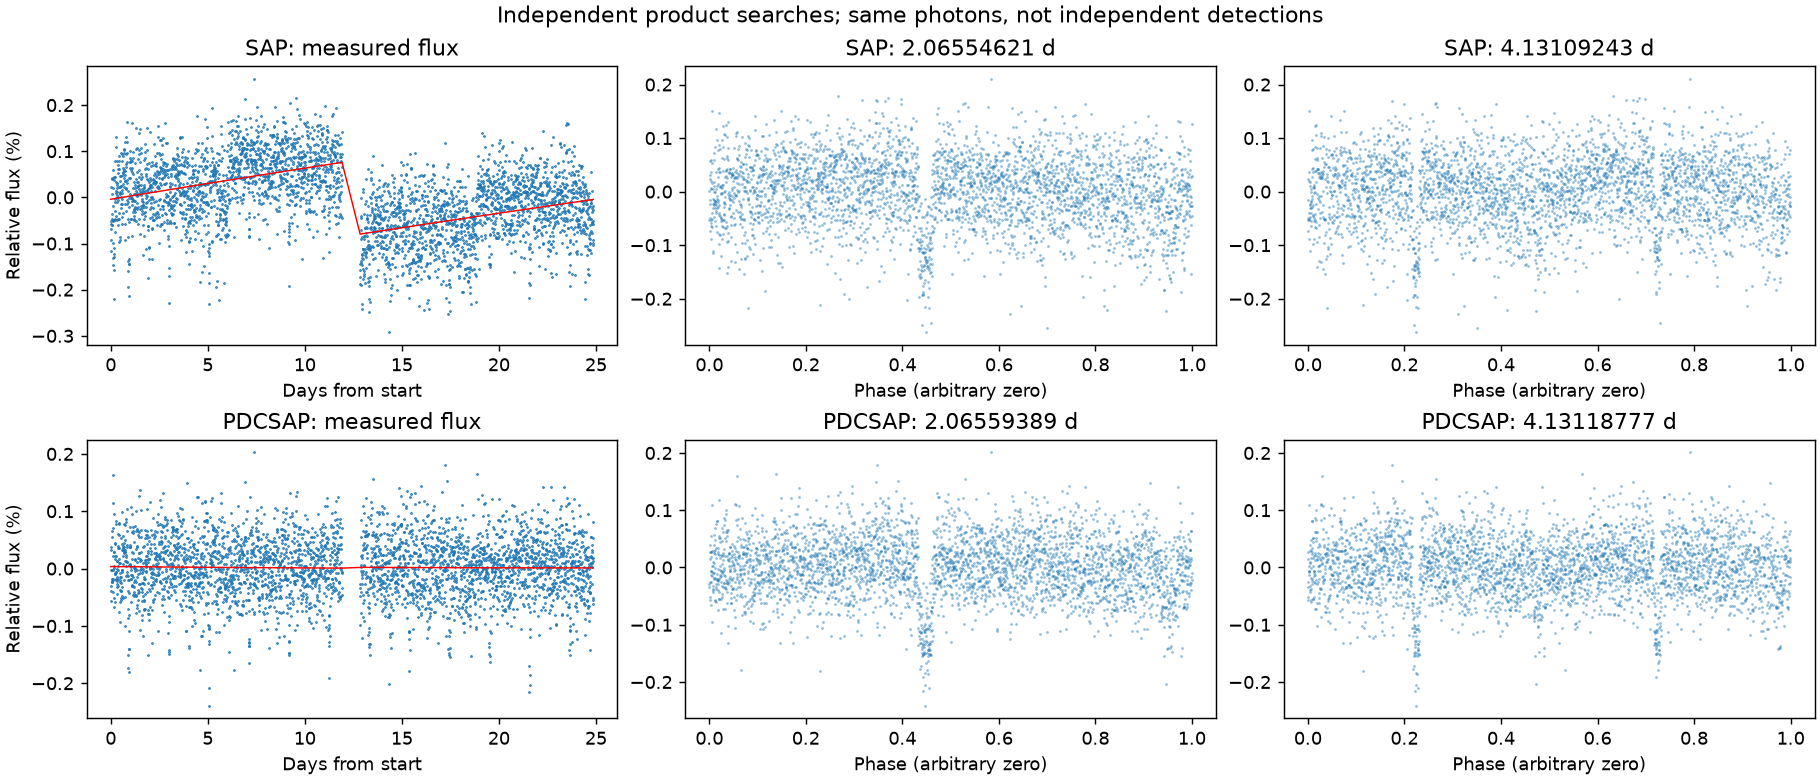 Independent product searches; same photons, not independent detections
SAP: measured flux
SAP: 2.06554621 d
SAP: 4.13109243 d
Relative flux (%)
0.2
0.1
0.0
−0.1
−0.2
−0.3
0 5 10 15 20 25
Days from start
0.2
0.1
0.0
−0.1
−0.2
0.0 0.2 0.4 0.6 0.8 1.0
Phase (arbitrary zero)
0.2
0.1
0.0
−0.1
−0.2
0.0 0.2 0.4 0.6 0.8 1.0
Phase (arbitrary zero)
PDCSAP: measured flux
PDCSAP: 2.06559389 d
PDCSAP: 4.13118777 d
Relative flux (%)
0.2
0.1
0.0
−0.1
−0.2
0 5 10 15 20 25
Days from start
0.2
0.1
0.0
−0.1
−0.2
0.0 0.2 0.4 0.6 0.8 1.0
Phase (arbitrary zero)
0.2
0.1
0.0
−0.1
−0.2
0.0 0.2 0.4 0.6 0.8 1.0
Phase (arbitrary zero)